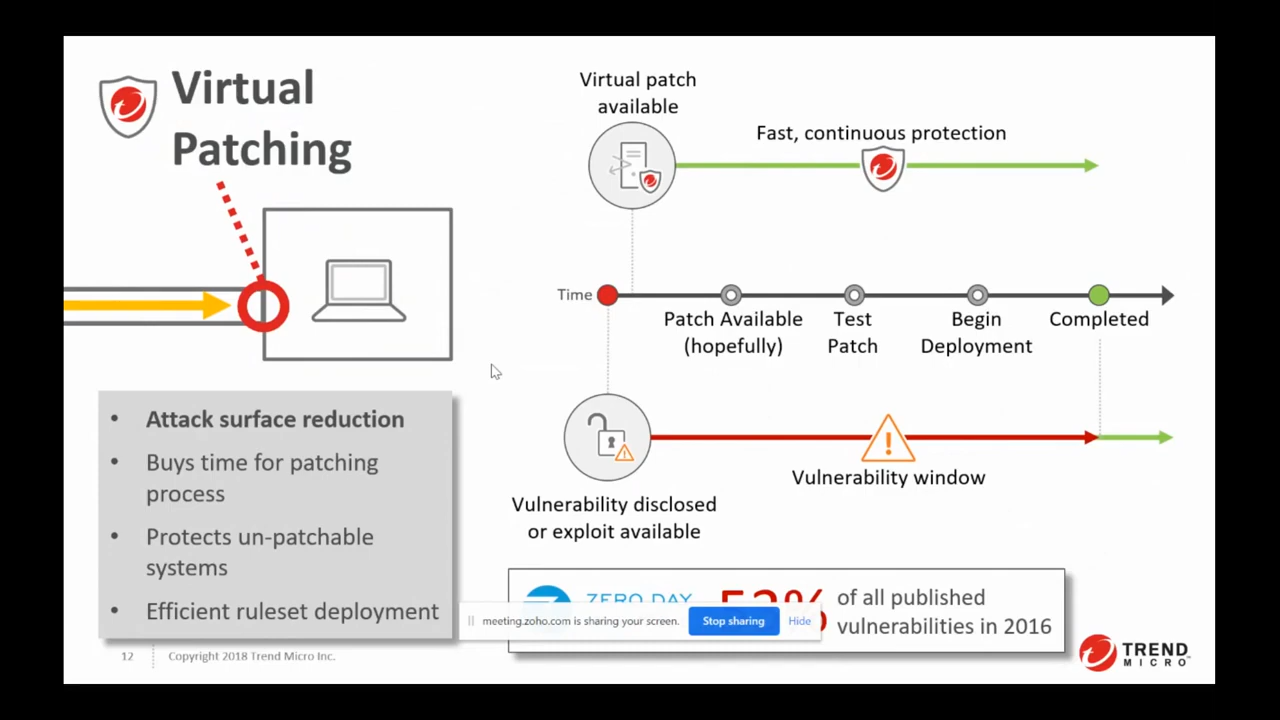 Virtual
Patching
• Attack surface reduction
• Buys time for patching
process
• Protects un-patchable
systems
• Efficient ruleset deployment
Virtual patch
available
Fast, continuous protection
Time
Patch Available
(hopefully)
Test
Patch
Begin
Deployment
Completed
Vulnerability window
Vulnerability disclosed
or exploit available
ZERO DAY
of all published
vulnerabilities in 2016
meeting.zoho.com is sharing your screen.
Stop sharing
Hide
12
Copyright 2018 Trend Micro Inc.
TREND
MICRO